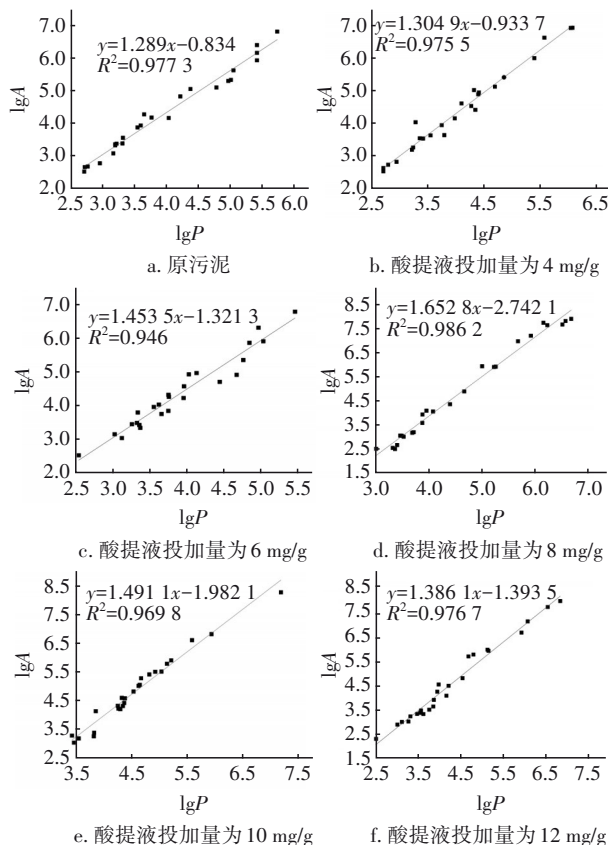 7.0
y=1.289x−0.834
R²=0.977 3
6.0
5.0
lgA
4.0
3.0
2.0
2.5 3.0 3.5 4.0 4.5 5.0 5.5 6.0
lgP
a. 原污泥
7.0
y=1.304 9x−0.933 7
R²=0.975 5
6.0
5.0
lgA
4.0
3.0
2.0
2.5 3.5 4.5 5.5 6.5
lgP
b. 酸提液投加量为 4 mg/g
7.0
y=1.453 5x−1.321 3
R²=0.946
6.0
5.0
lgA
4.0
3.0
2.0
2.5 3.0 3.5 4.0 4.5 5.0 5.5
lgP
c. 酸提液投加量为 6 mg/g
8.5
y=1.652 8x−2.742 1
R²=0.986 2
7.5
6.5
5.5
lgA
4.5
3.5
2.5
1.5
3.0 4.0 5.0 6.0 7.0
lgP
d. 酸提液投加量为 8 mg/g
8.5
y=1.491 1x−1.982 1
R²=0.969 8
7.5
6.5
lgA
5.5
4.5
3.5
2.5
3.5 4.5 5.5 6.5 7.5
lgP
e. 酸提液投加量为 10 mg/g
8.5
y=1.386 1x−1.393 5
R²=0.976 7
7.5
6.5
5.5
lgA
4.5
3.5
2.5
1.5
2.5 3.5 4.5 5.5 6.5 7.5
lgP
f. 酸提液投加量为 12 mg/g